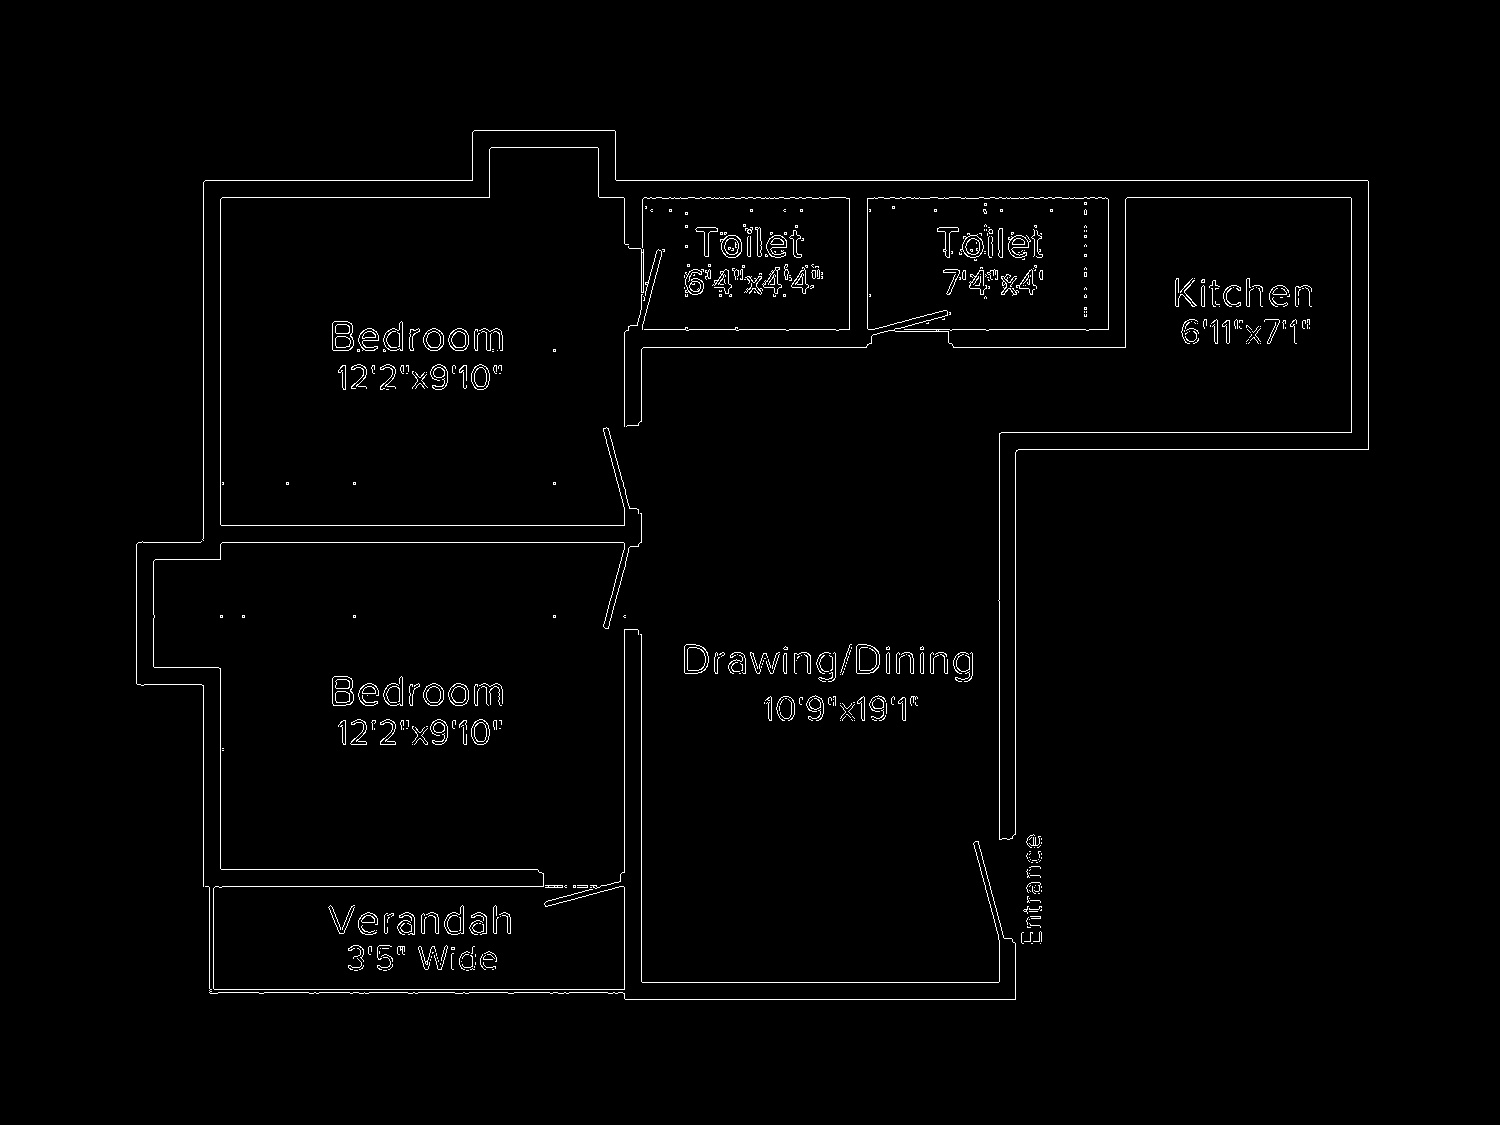 Toilet
6'4"x4'4"
Toilet
7'4"x4'
Kitchen
6'11"x7'1"
Bedroom
12'2"x9'10"
Drawing/Dining
10'9"x19'1"
Bedroom
12'2"x9'10"
Entrance
Verandah
3'5" Wide